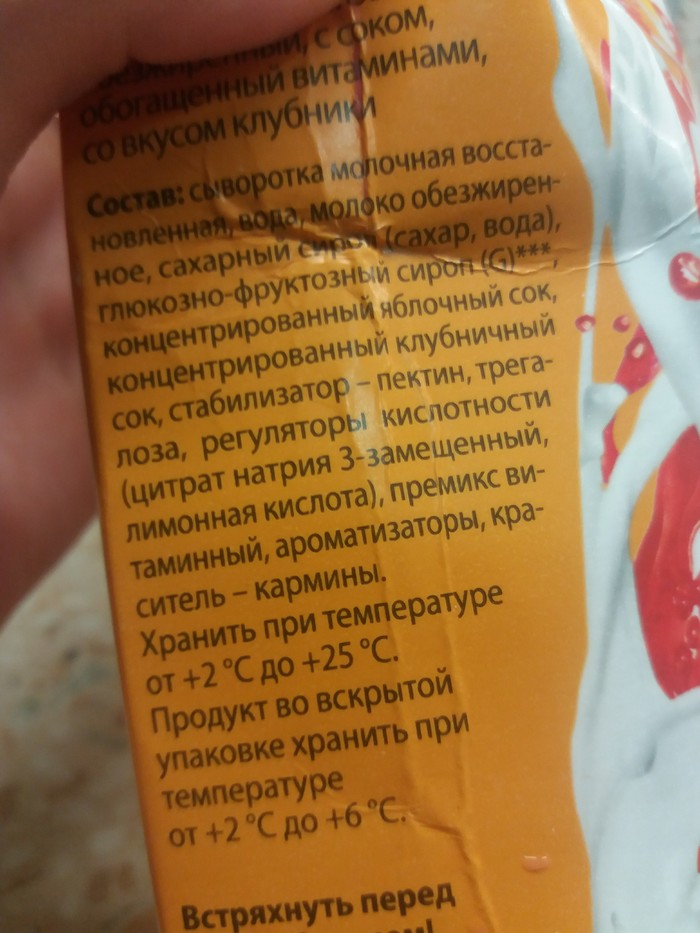 обезжиренный, с соком,
обогащенный витаминами,
со вкусом клубники
Состав: сыворотка молочная восста-
новленная, вода, молоко обезжирен-
ное, сахарный сироп (сахар, вода),
глюкозно-фруктозный сироп (G)***,
концентрированный яблочный сок,
концентрированный клубничный
сок, стабилизатор – пектин, трега-
лоза, регуляторы кислотности
(цитрат натрия 3-замещенный,
лимонная кислота), премикс ви-
таминный, ароматизаторы, кра-
ситель – кармины.
Хранить при температуре
от +2 °C до +25 °C.
Продукт во вскрытой
упаковке хранить при
температуре
от +2 °C до +6 °C.
Встряхнуть перед